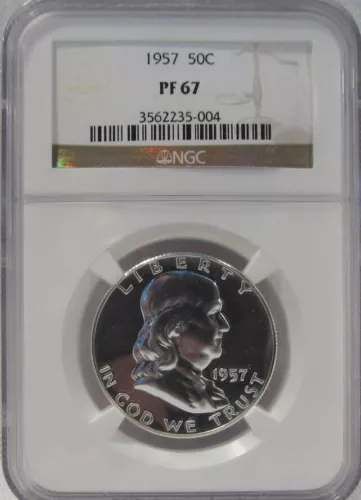 1957 50C
PF 67
3562235-004
NGC
LIBERTY
1957
IN GOD WE TRUST